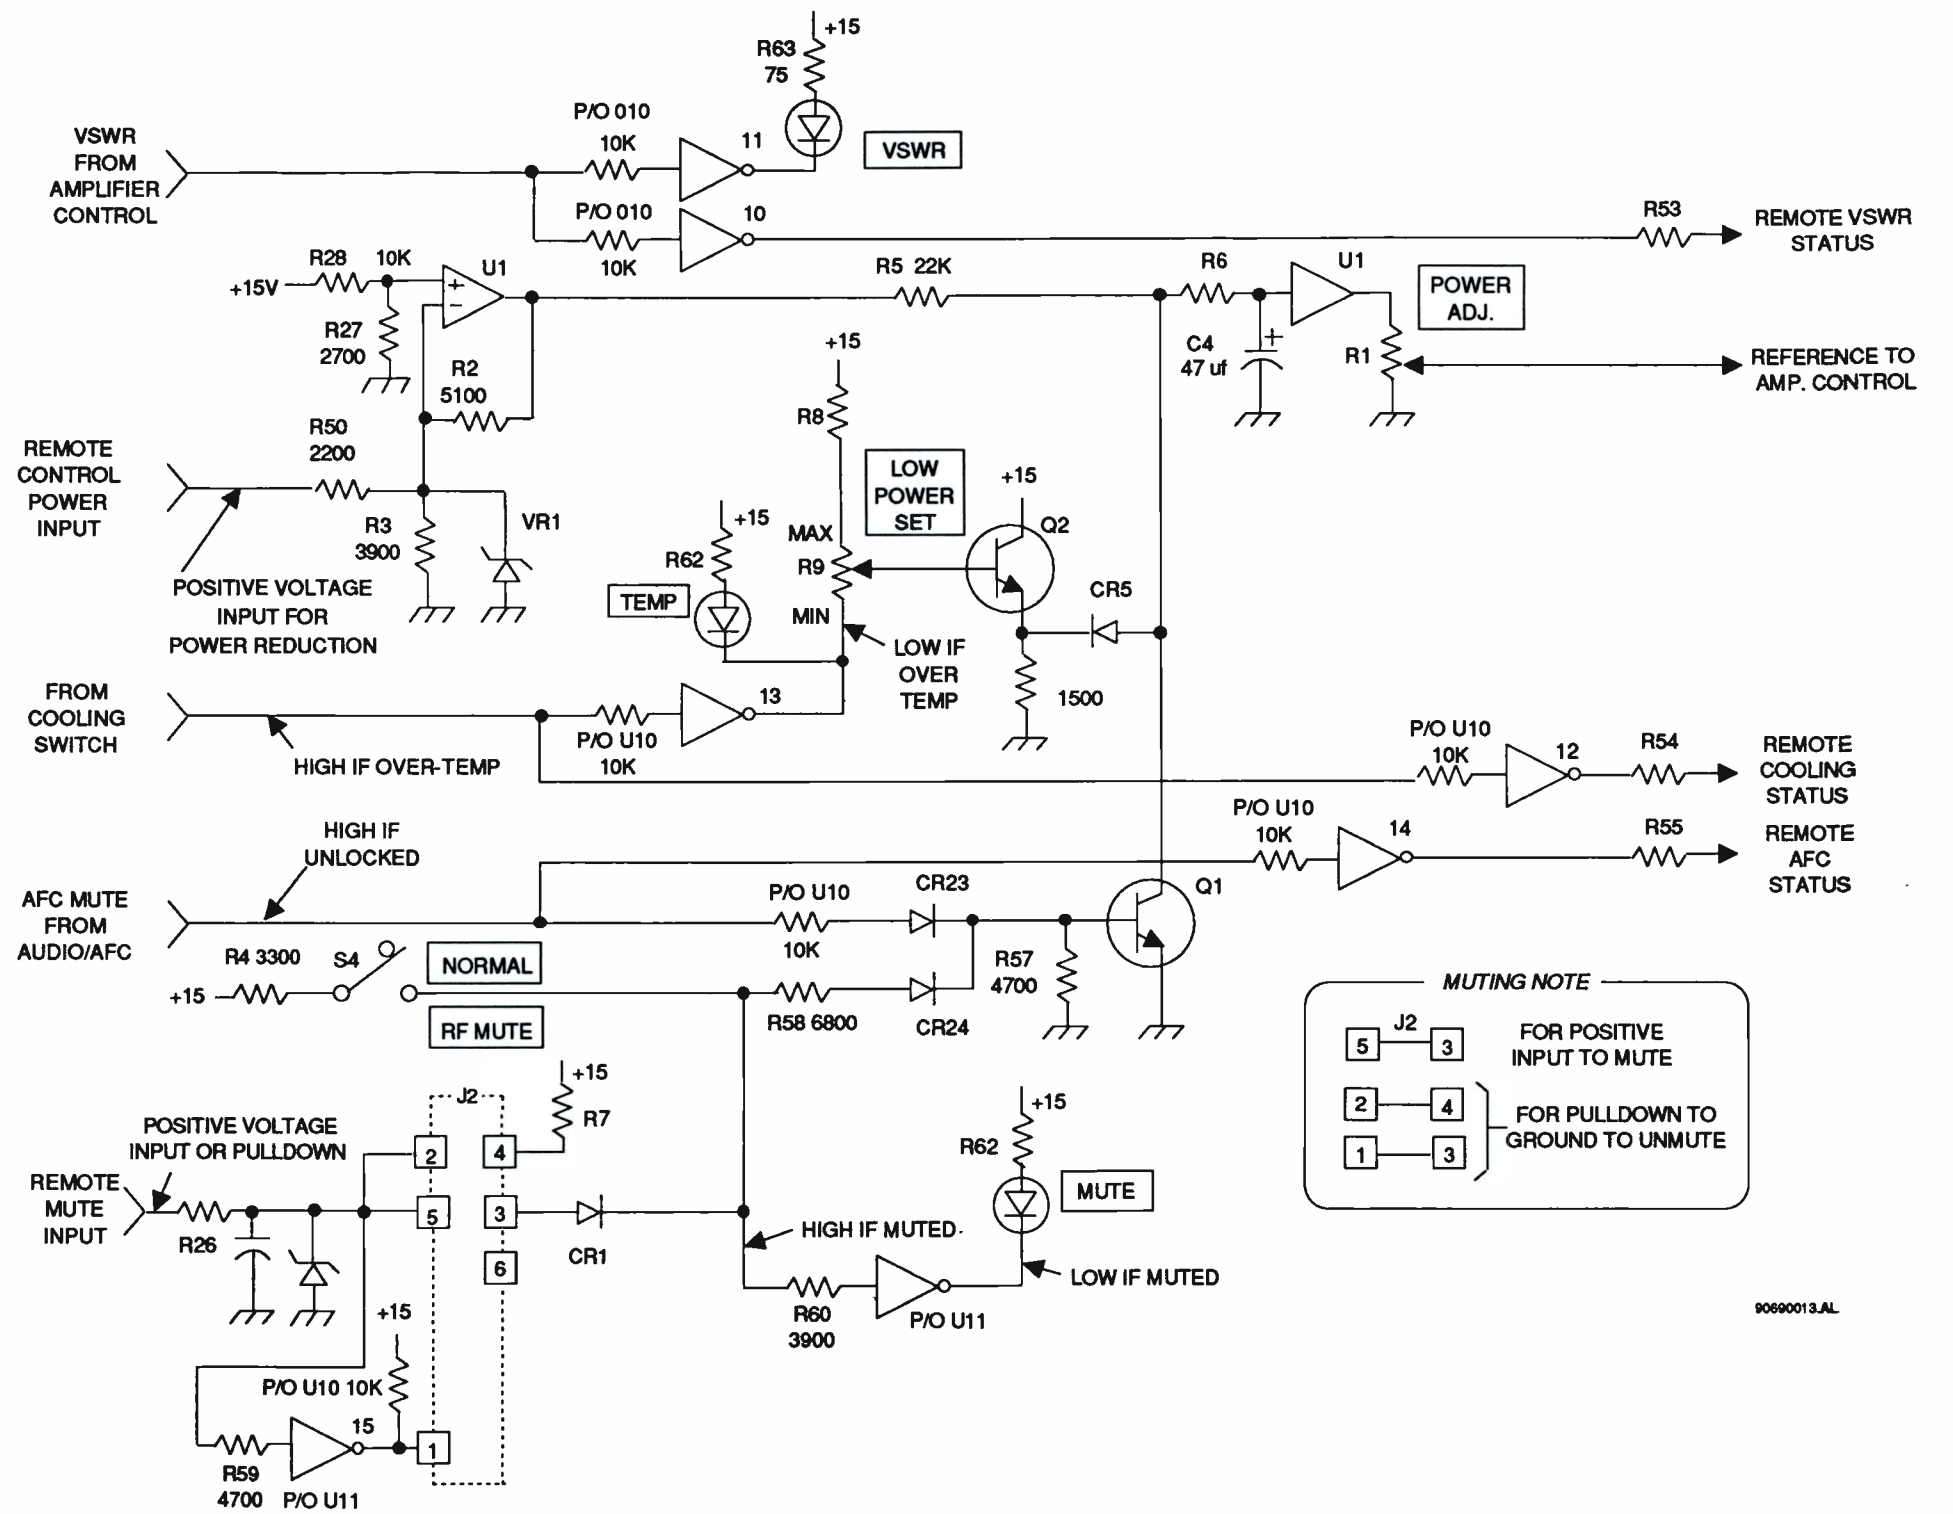 +15
R63
75
P/O 010
10K
11
VSWR
VSWR
FROM
AMPLIFIER
CONTROL
P/O 010
10K
10
R53
REMOTE VSWR
STATUS
R28
10K
+15V
U1
R27
2700
R2
5100
R5 22K
R6
U1
POWER
ADJ.
C4
47 uf
+
R1
REFERENCE TO
AMP. CONTROL
+
-
REMOTE
CONTROL
POWER
INPUT
R50
2200
R3
3900
VR1
POSITIVE VOLTAGE
INPUT FOR
POWER REDUCTION
+15
R8
LOW
POWER
SET
+15
Q2
+15
R62
TEMP
MAX
R9
MIN
CR5
LOW IF
OVER
TEMP
1500
FROM
COOLING
SWITCH
HIGH IF OVER-TEMP
P/O U10
10K
13
P/O U10
10K
12
R54
REMOTE
COOLING
STATUS
P/O U10
10K
14
R55
REMOTE
AFC
STATUS
HIGH IF
UNLOCKED
AFC MUTE
FROM
AUDIO/AFC
P/O U10
10K
CR23
Q1
R4 3300
S4
NORMAL
+15
RF MUTE
R58 6800
CR24
R57
4700
MUTING NOTE
J2
5
3
FOR POSITIVE
INPUT TO MUTE
2
4
1
3
FOR PULLDOWN TO
GROUND TO UNMUTE
POSITIVE VOLTAGE
INPUT OR PULLDOWN
REMOTE
MUTE
INPUT
R26
J2
+15
R7
2
4
5
3
6
CR1
HIGH IF MUTED.
+15
R62
MUTE
LOW IF MUTED
R60
3900
P/O U11
+15
P/O U10 10K
15
1
R59
4700
P/O U11
90690013.AL